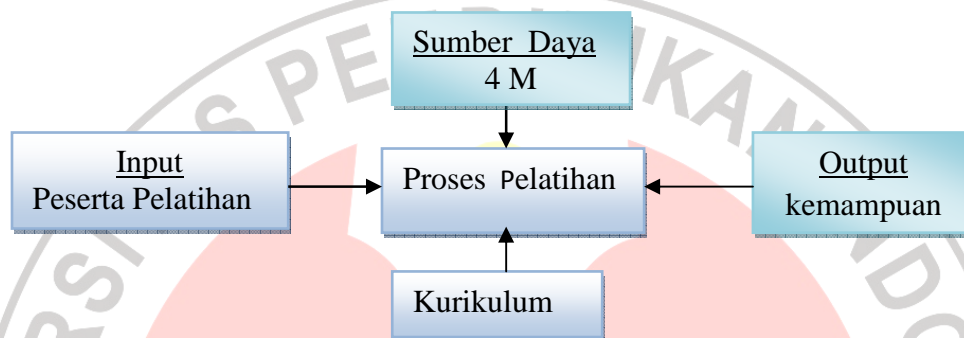 Sumber Daya
4 M
Input
Peserta Pelatihan
Proses Pelatihan
Output
kemampuan
Kurikulum